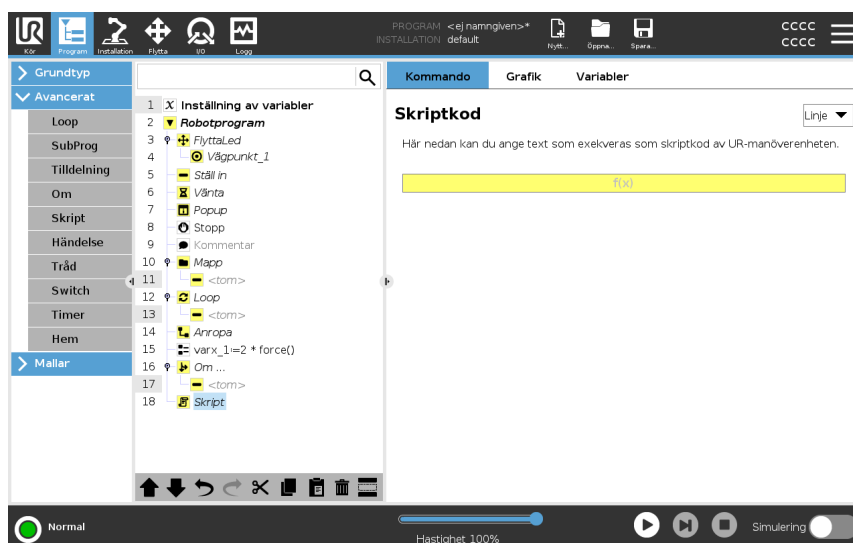 PROGRAM <ej namngiven>*
INSTALLATION default
Kör
Program
Installation
Flytta
I/O
Logg
Nytt...
Öppna...
Spara...
CCCC
CCCC
Grundtyp
Avancerat
Loop
SubProg
Tilldelning
Om
Skript
Händelse
Tråd
Switch
Timer
Hem
Mallar
1 X Inställning av variabler
2 Robotprogram
3 FlyttaLed
4 Vägpunkt_1
5 Ställ in
6 Vänta
7 Popup
8 Stopp
9 Kommentar
10 Mapp
11 <tom>
12 Loop
13 <tom>
14 Anropa
15 varx_1:=2 * force()
16 Om ...
17 <tom>
18 Skript
Kommando
Grafik
Variabler
Skriptkod
Linje
Här nedan kan du ange text som exekveras som skriptkod av UR-manöverenheten.
f(x)
Normal
Hastighet 100%
Simulering